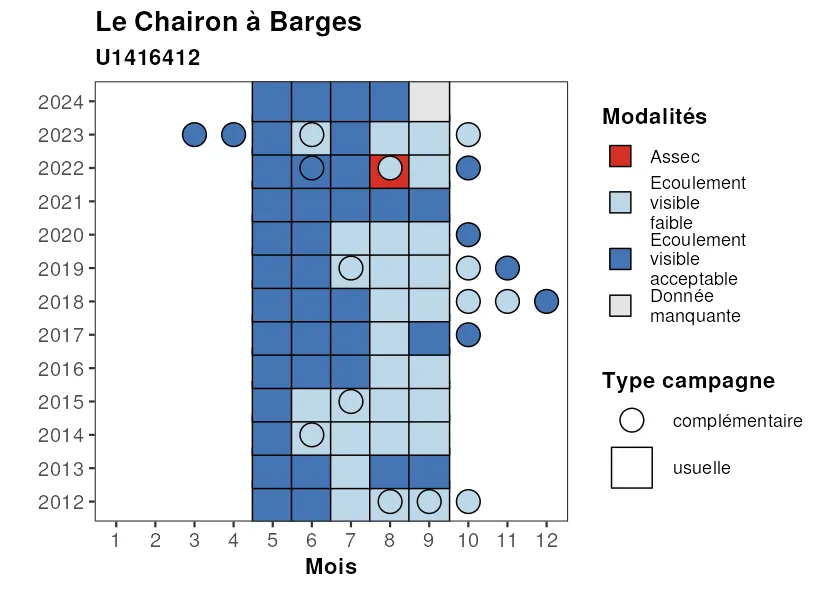 Le Chairon à Barges
U1416412
2024
2023
2022
2021
2020
2019
2018
2017
2016
2015
2014
2013
2012
1 2 3 4 5 6 7 8 9 10 11 12
Mois
Modalités
Assec
Ecoulement
visible
faible
Ecoulement
visible
acceptable
Donnée
manquante
Type campagne
complémentaire
usuelle